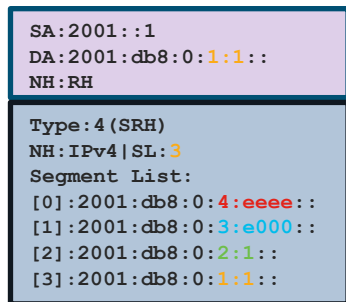 SA:2001::1
DA:2001:db8:0:1:1::
NH:RH
Type:4(SRH)
NH:IPv4|SL:3
Segment List:
[0]:2001:db8:0:4:eeee::
[1]:2001:db8:0:3:e000::
[2]:2001:db8:0:2:1::
[3]:2001:db8:0:1:1::